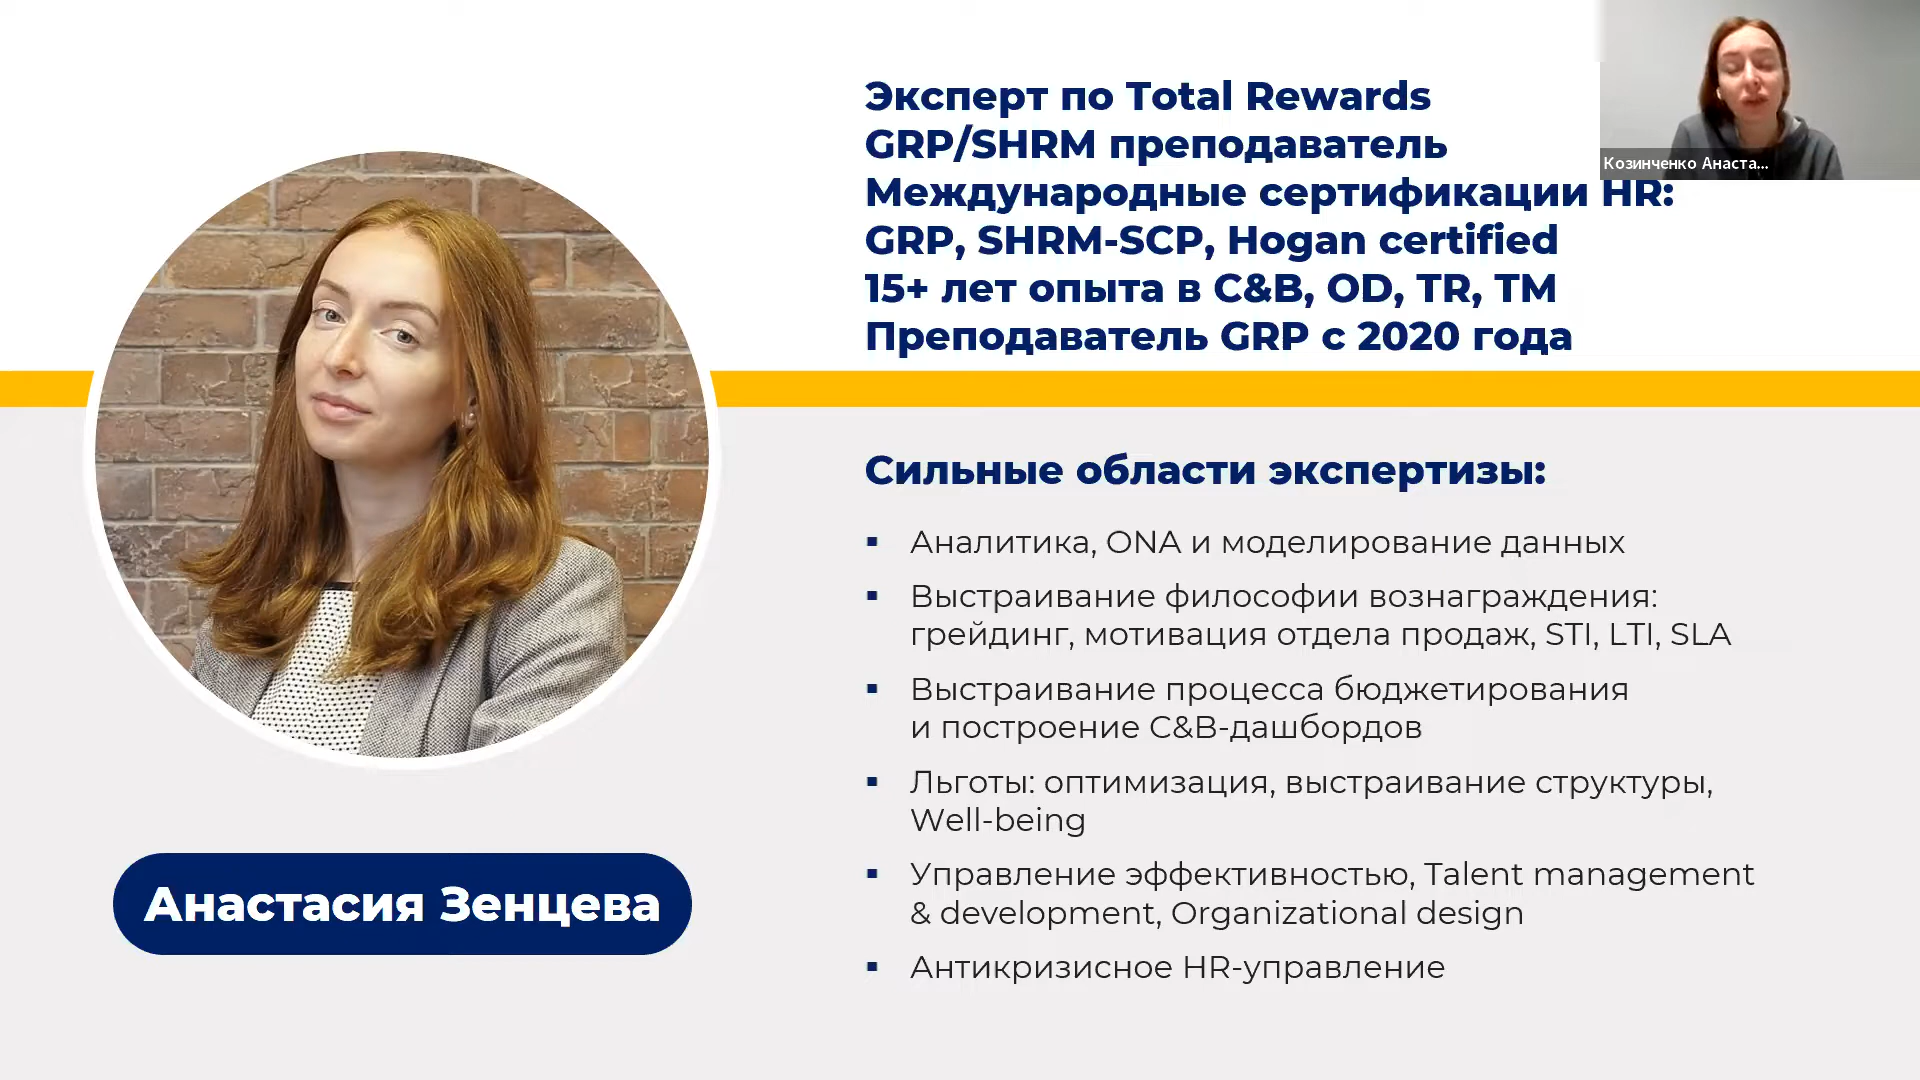 Эксперт по Total Rewards
GRP/SHRM преподаватель
Международные сертификации HR:
GRP, SHRM-SCP, Hogan certified
15+ лет опыта в C&B, OD, TR, TM
Преподаватель GRP с 2020 года
Козинченко Анаста...
Сильные области экспертизы:
▪ Аналитика, ONA и моделирование данных
▪ Выстраивание философии вознаграждения:
грейдинг, мотивация отдела продаж, STI, LTI, SLA
▪ Выстраивание процесса бюджетирования
и построение C&B-дашбордов
▪ Льготы: оптимизация, выстраивание структуры,
Well-being
▪ Управление эффективностью, Talent management
& development, Organizational design
▪ Антикризисное HR-управление
Анастасия Зенцева